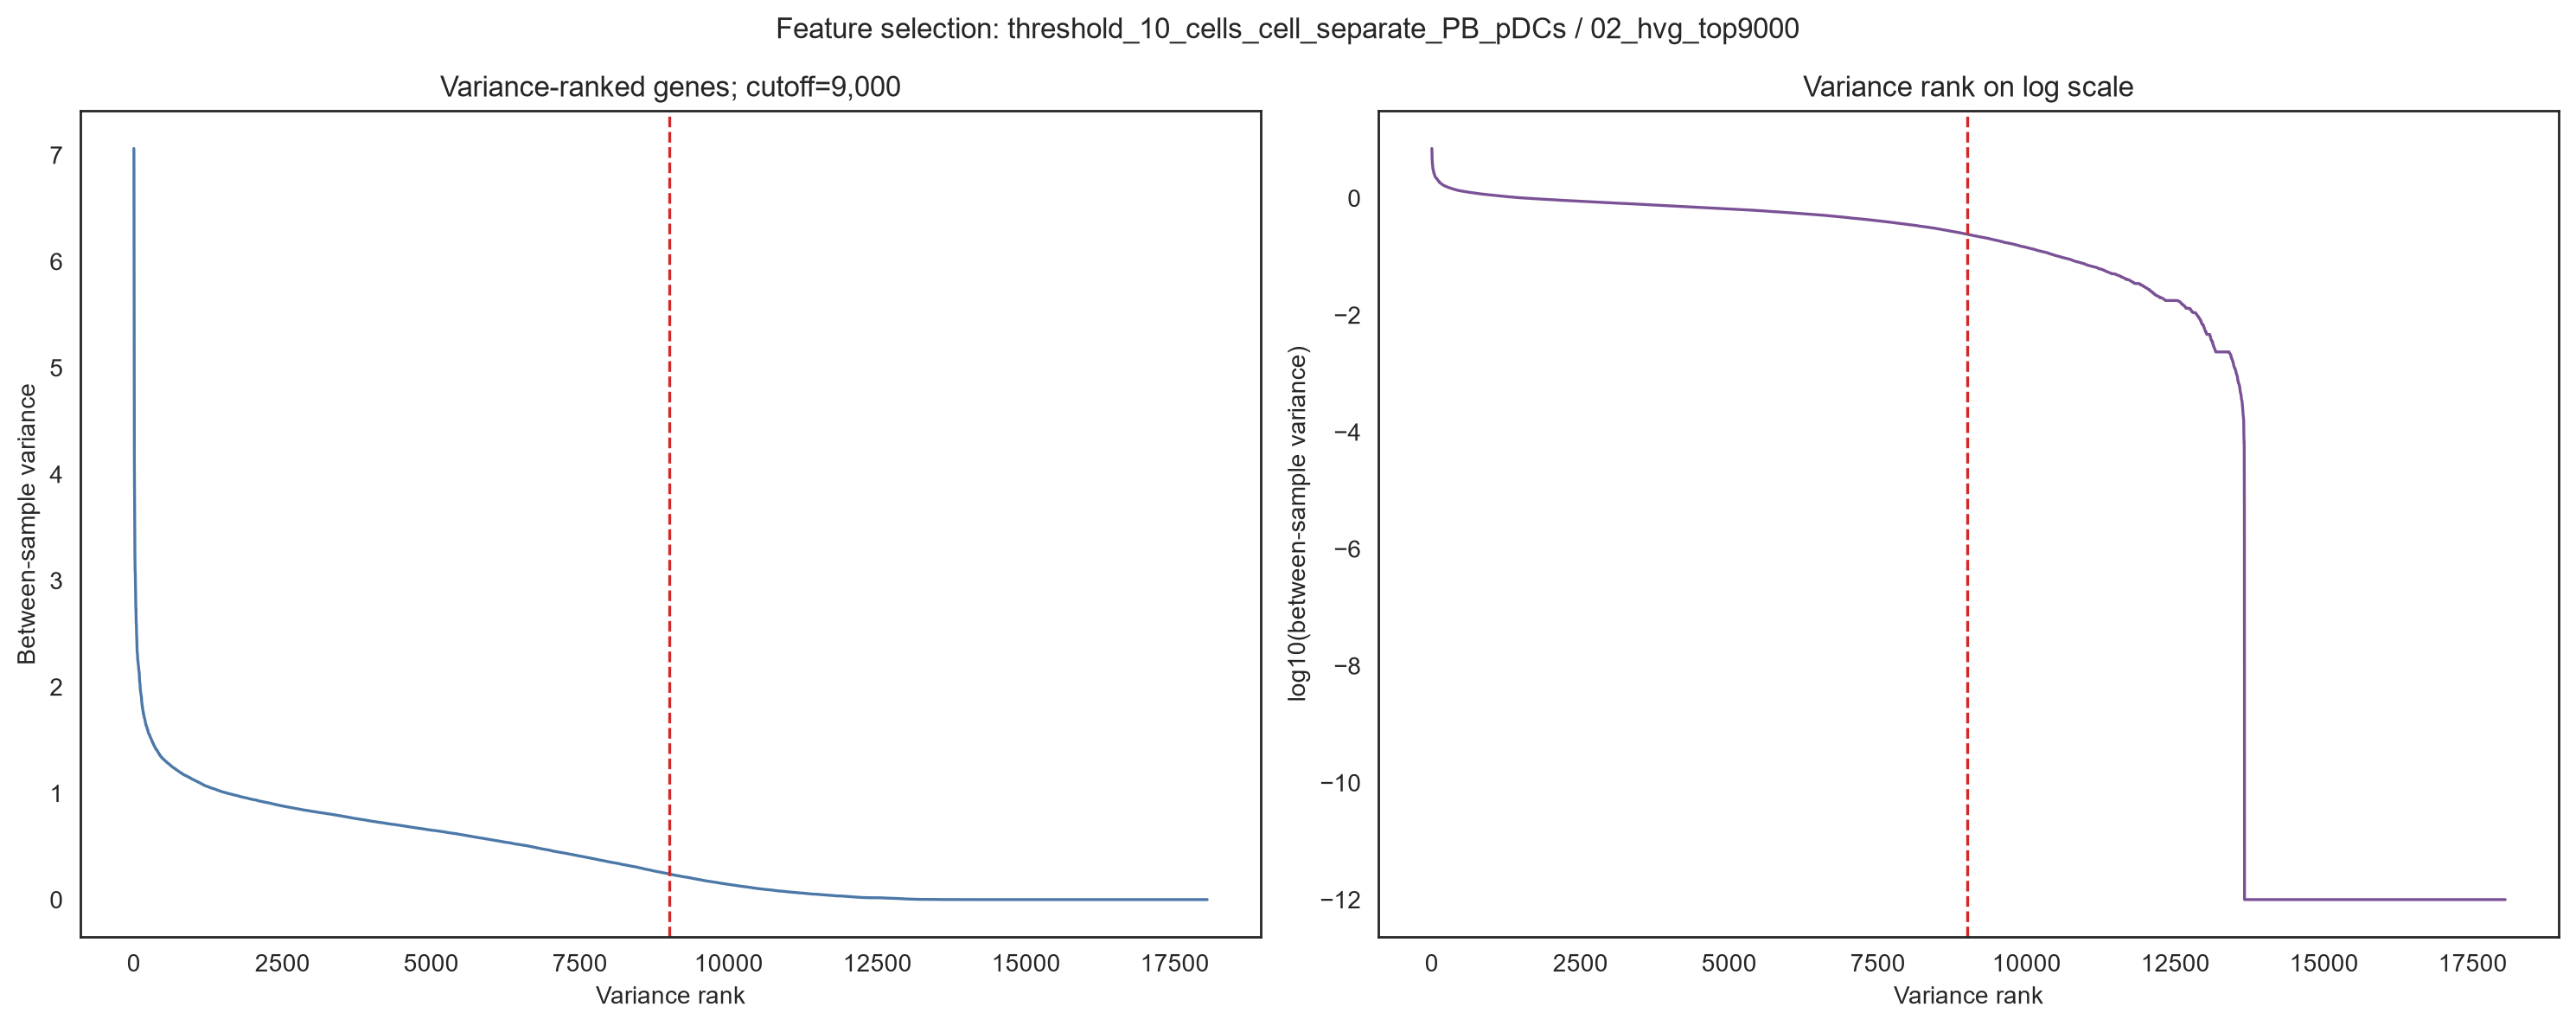 Feature selection: threshold_10_cells_cell_separate_PB_pDCs / 02_hvg_top9000
Variance-ranked genes; cutoff=9,000
7
6
5
4
3
2
1
0
Between-sample variance
0 2500 5000 7500 10000 12500 15000 17500
Variance rank
Variance rank on log scale
0
−2
−4
−6
−8
−10
−12
log10(between-sample variance)
0 2500 5000 7500 10000 12500 15000 17500
Variance rank